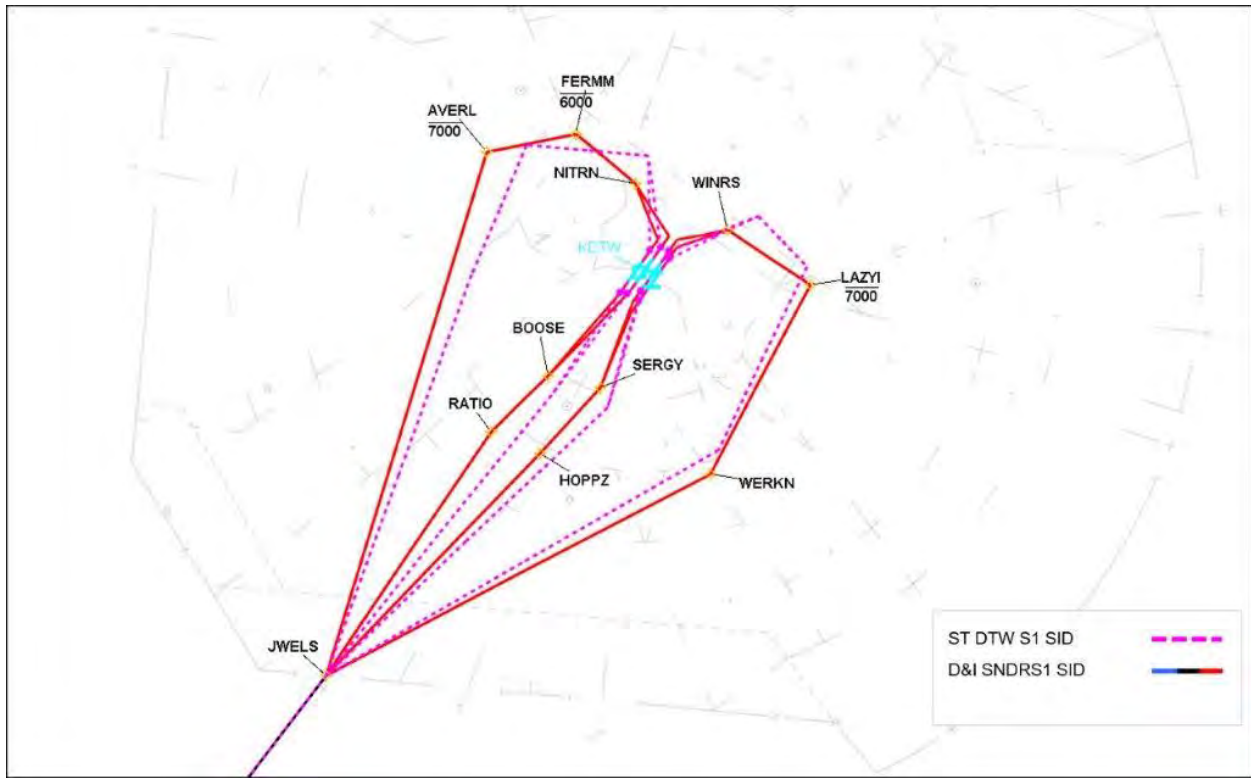 FERMM
6000
AVERL
7000
NITRN
WINRS
KDTW
LAZYI
7000
BOOSE
SERGY
RATIO
HOPPZ
WERKN
JWELS
ST DTW S1 SID
D&I SNDRS1 SID